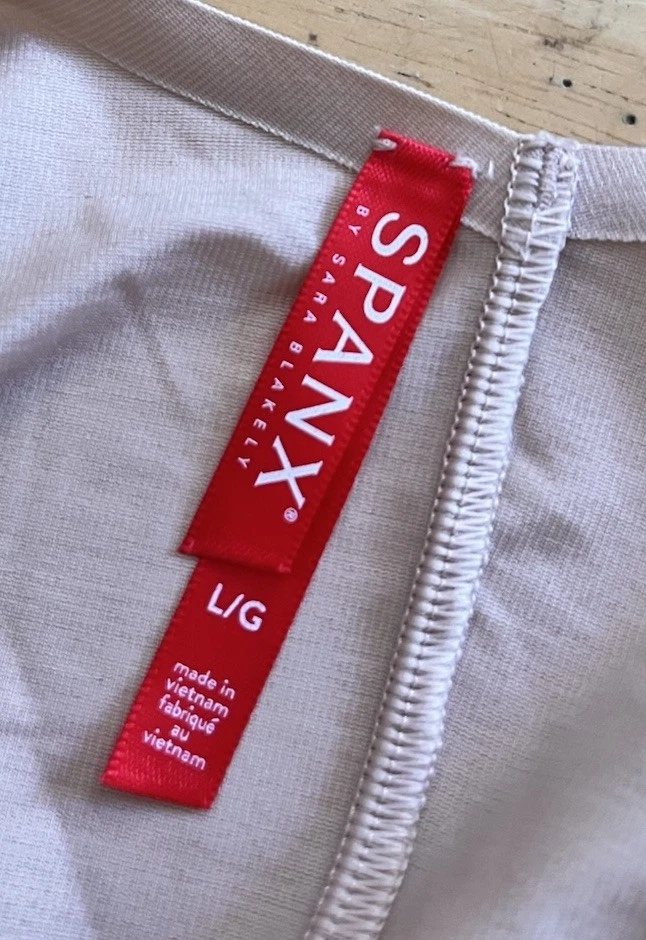 SPANX®
BY SARA BLAKELY
L/G
made in
vietnam
fabriqué
au
vietnam